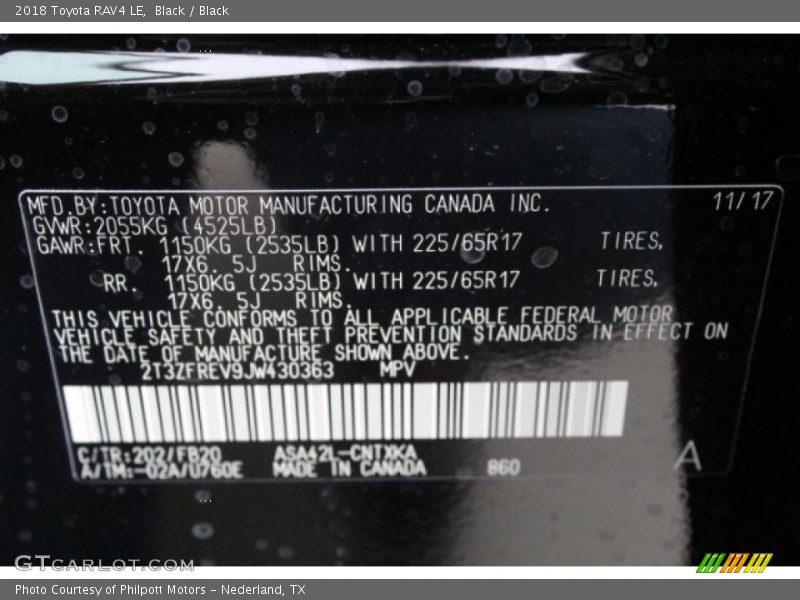 2018 Toyota RAV4 LE,  Black / Black
MFD.BY:TOYOTA MOTOR MANUFACTURING CANADA INC. 11/17
GVWR:2055KG (4525LB)
GAWR:FRT. 1150KG (2535LB) WITH 225/65R17 TIRES,
17X6. 5J RIMS.
RR. 1150KG (2535LB) WITH 225/65R17 TIRES,
17X6. 5J RIMS.
THIS VEHICLE CONFORMS TO ALL APPLICABLE FEDERAL MOTOR
VEHICLE SAFETY AND THEFT PREVENTION STANDARDS IN EFFECT ON
THE DATE OF MANUFACTURE SHOWN ABOVE.
2T3ZFREV9JW430363 MPV
C/TR:202/FB20 ASA42L-CNTXKA
A/TM:-02A/U760E MADE IN CANADA 860 A
GTCARLOT.COM
Photo Courtesy of Philpott Motors - Nederland, TX